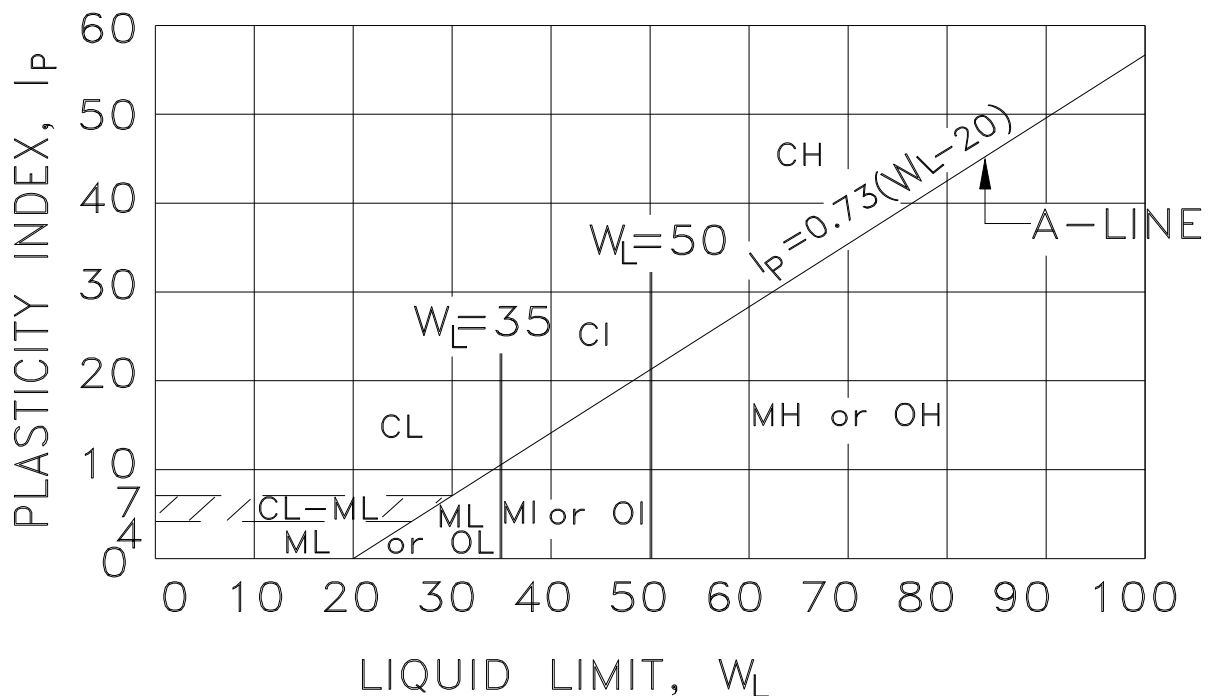 PLASTICITY INDEX, IP
60
50
40
30
20
10
7
4
0
CH
IP=0.73(WL-20)
A-LINE
WL=50
WL=35
CI
CL
MH or OH
CL-ML
ML
MI or OI
ML
or OL
0 10 20 30 40 50 60 70 80 90 100
LIQUID LIMIT, WL